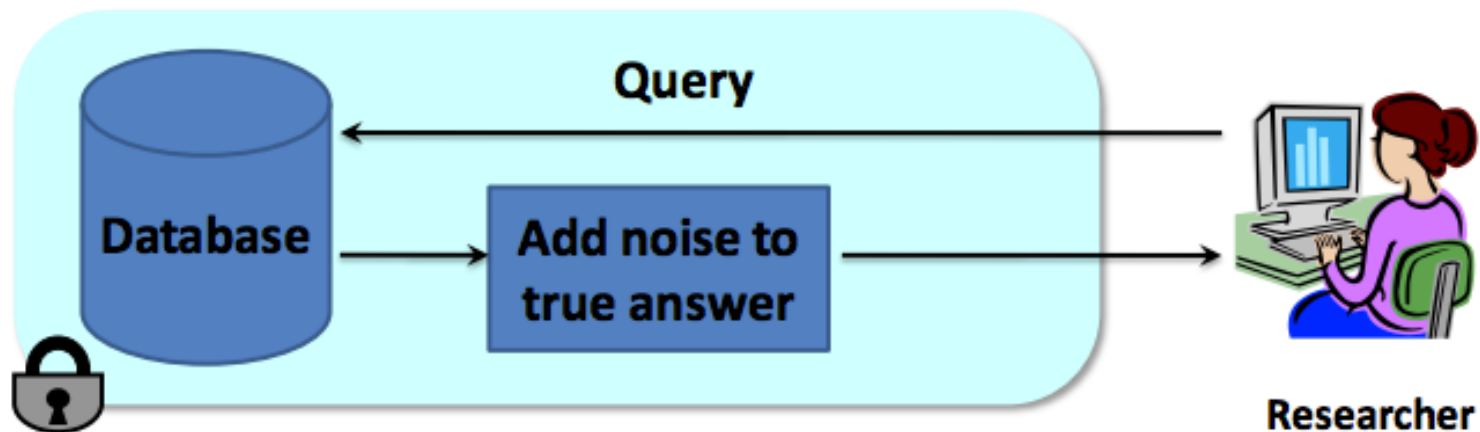 Query
Database
Add noise to
true answer
Researcher